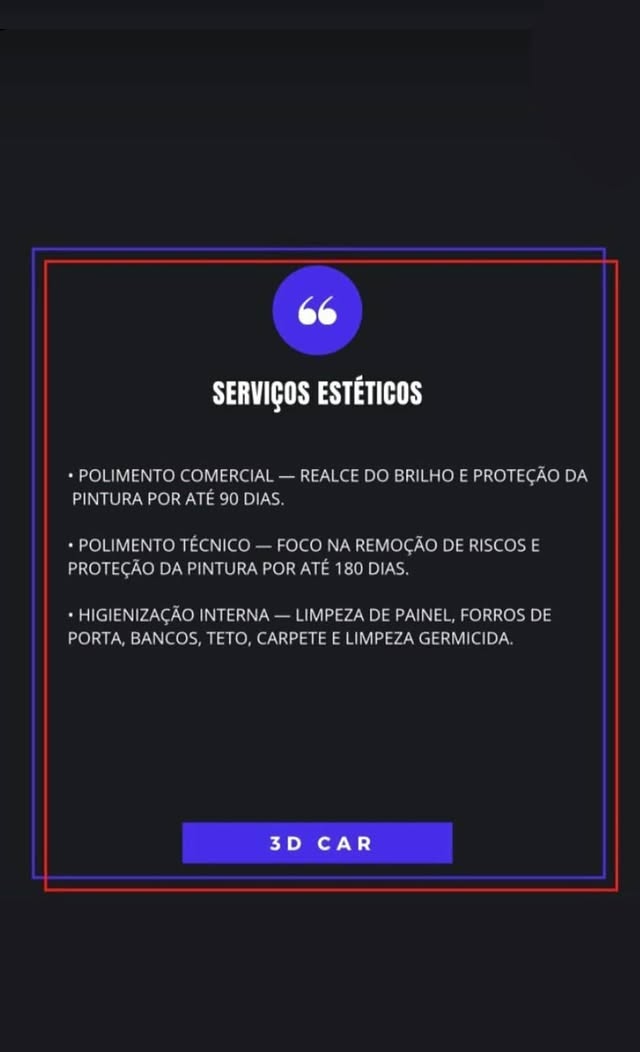 ❝
SERVIÇOS ESTÉTICOS
• POLIMENTO COMERCIAL — REALCE DO BRILHO E PROTEÇÃO DA
PINTURA POR ATÉ 90 DIAS.
• POLIMENTO TÉCNICO — FOCO NA REMOÇÃO DE RISCOS E
PROTEÇÃO DA PINTURA POR ATÉ 180 DIAS.
• HIGIENIZAÇÃO INTERNA — LIMPEZA DE PAINEL, FORROS DE
PORTA, BANCOS, TETO, CARPETE E LIMPEZA GERMICIDA.
3D CAR